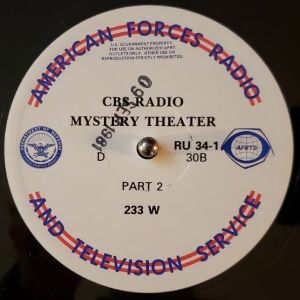 AMERICAN FORCES RADIO
U.S. GOVERNMENT PROPERTY.
FOR USE ON AUTHORIZED AFRT
OUTLETS ONLY. OTHER USE OR
REPRODUCTION STRICTLY PROHIBITED.
CBS RADIO
MYSTERY THEATER
D
RU 34-1
30B
AFRTS
PART 2
233 W
AND TELEVISION SERVICE